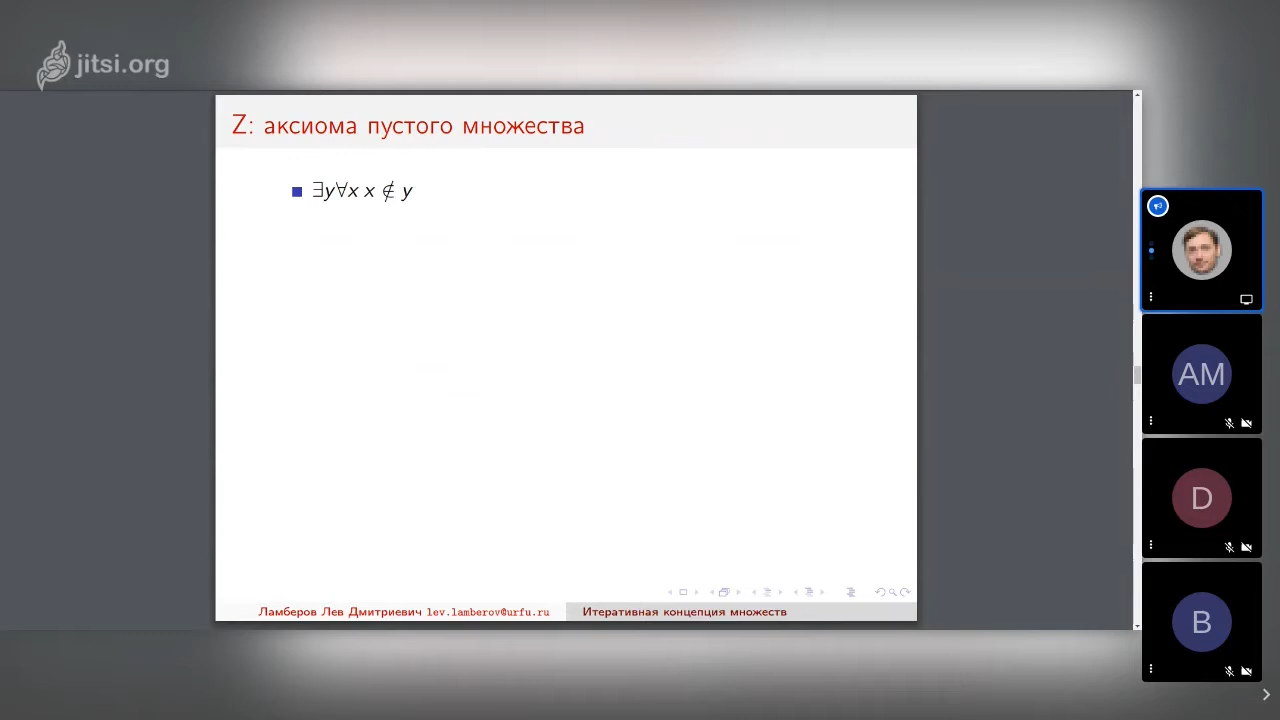 jitsi.org
Z: аксиома пустого множества
∃y∀x x ∉ y
Ламберов Лев Дмитриевич lev.lamberov@urfu.ru
Итеративная концепция множеств
AM
D
B